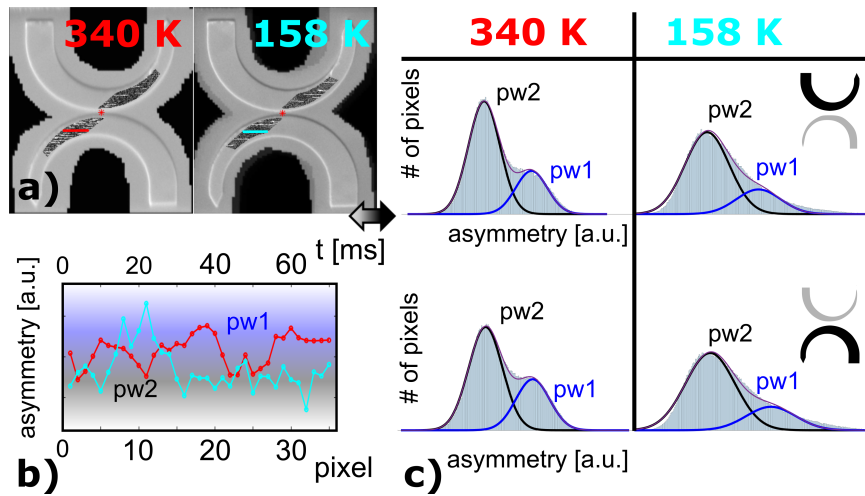 340 K
158 K
*
*
a)
t [ms]
0
20
40
60
asymmetry [a.u.]
pw1
pw2
0
10
20
30
pixel
b)
340 K
158 K
# of pixels
pw2
pw1
pw2
pw1
asymmetry [a.u.]
# of pixels
pw2
pw1
pw2
pw1
asymmetry [a.u.]
c)